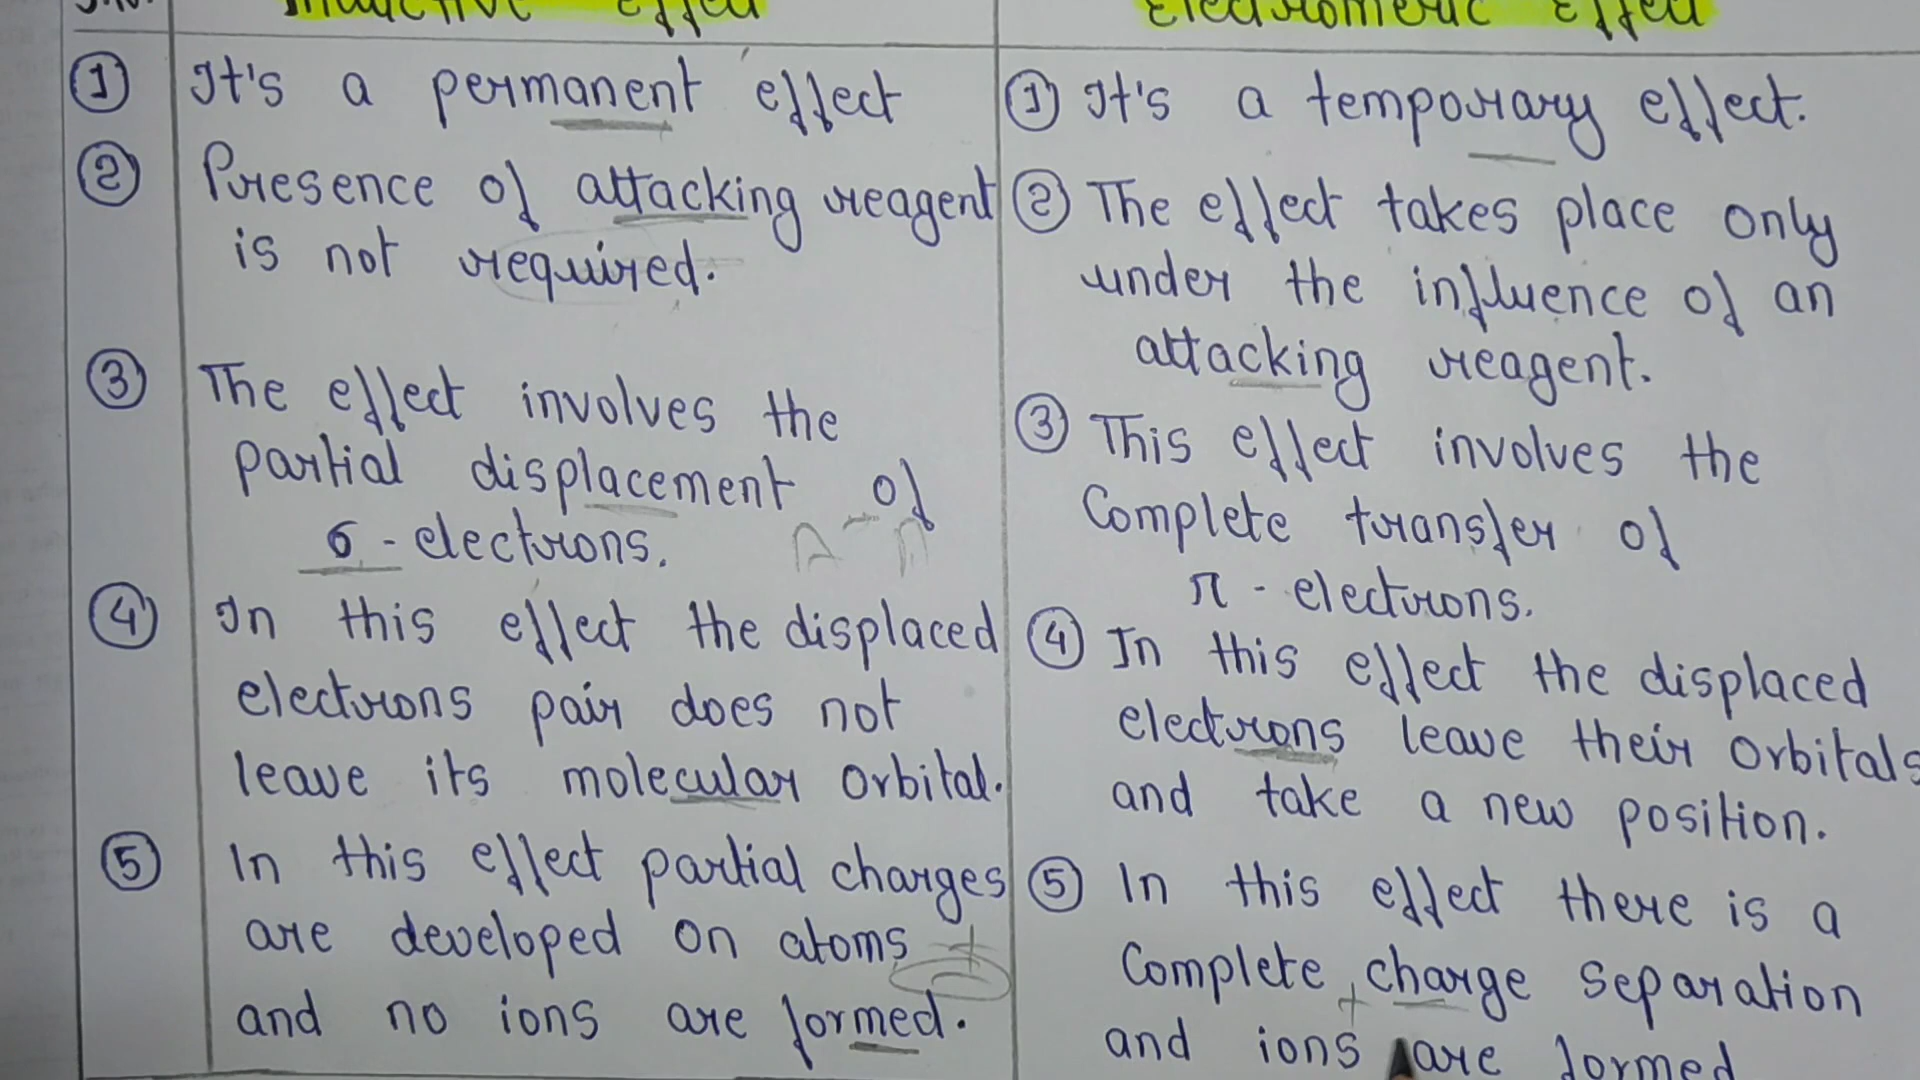 Inductive Effect
Electromeric Effect
① It's a permanent effect
② Presence of attacking reagent
is not required.
③ The effect involves the
partial displacement of
σ - electrons.
④ In this effect the displaced
electrons pair does not
leave its molecular orbital.
⑤ In this effect partial charges
are developed on atoms
and no ions are formed.
① It's a temporary effect.
② The effect takes place only
under the influence of an
attacking reagent.
③ This effect involves the
Complete transfer of
π - electrons.
④ In this effect the displaced
electrons leave their orbitals
and take a new position.
⑤ In this effect there is a
Complete charge separation
and ions are formed